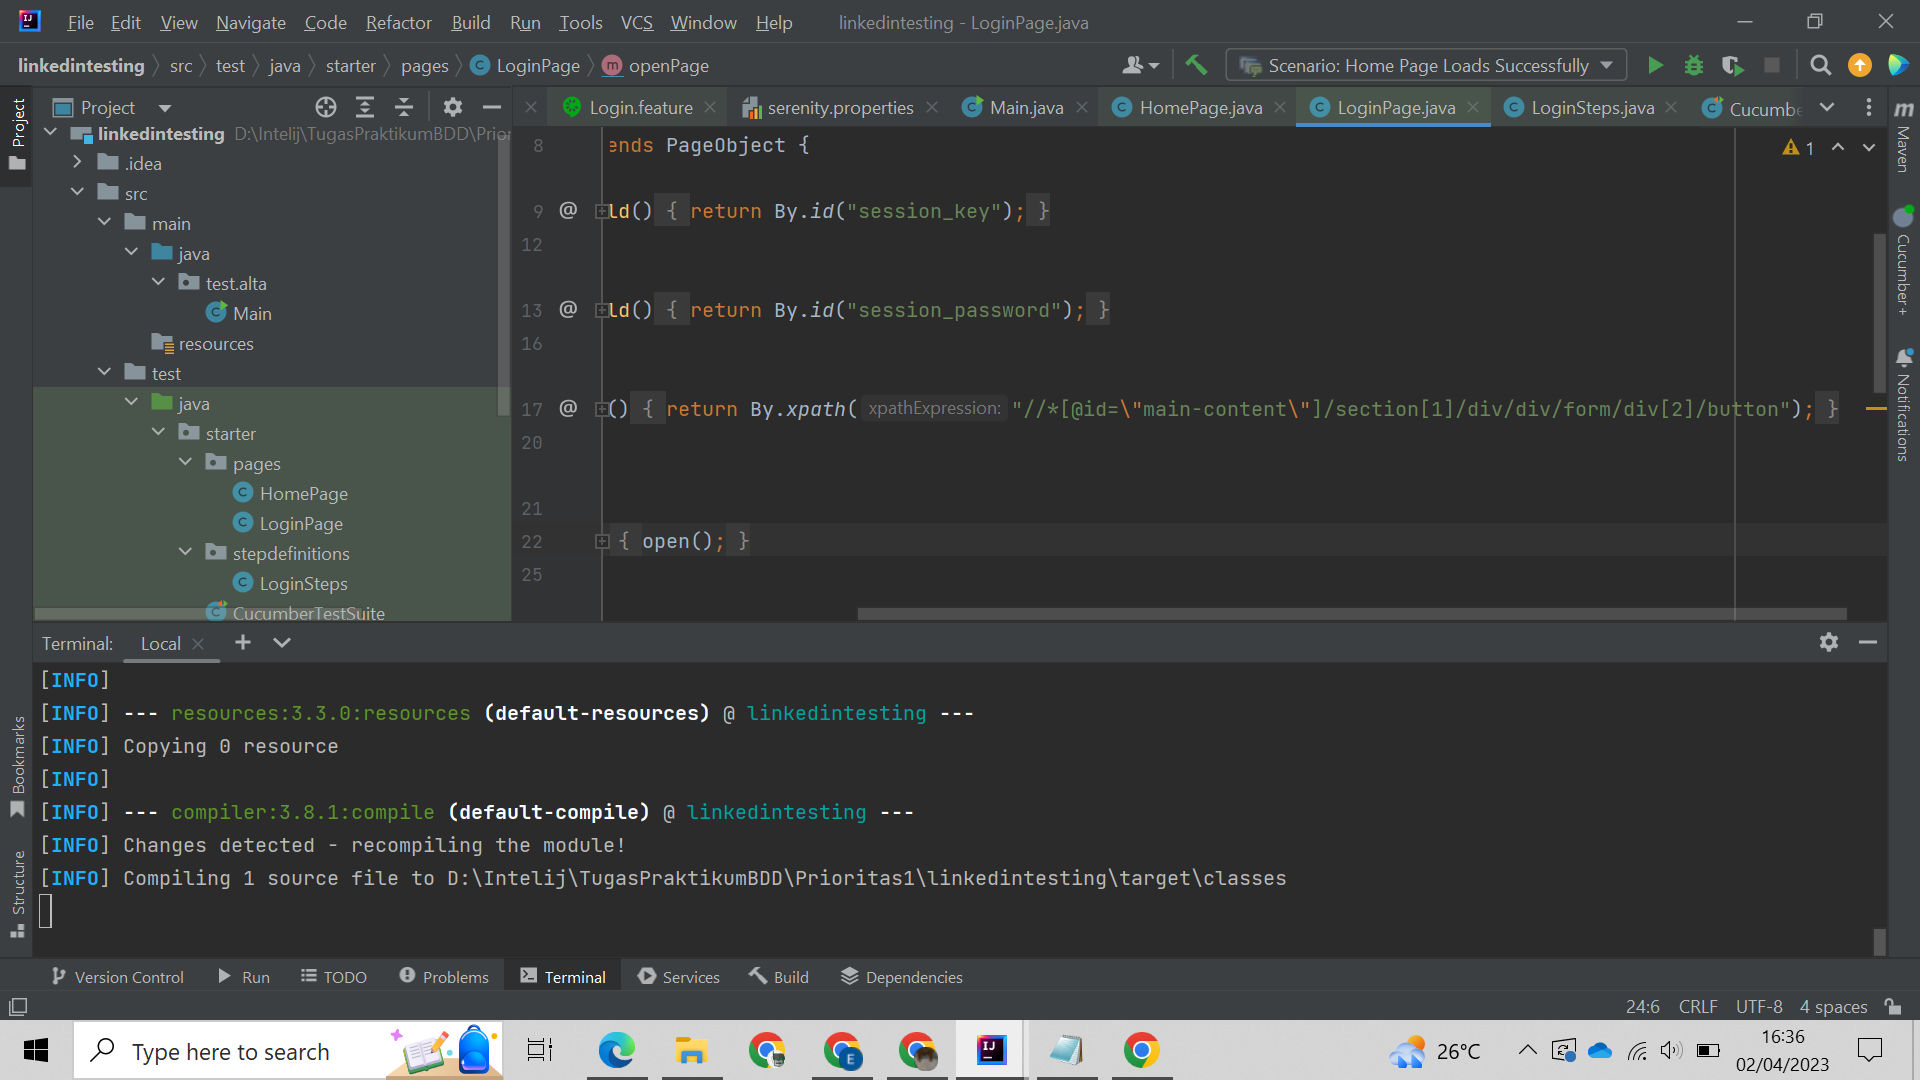 File Edit View Navigate Code Refactor Build Run Tools VCS Window Help linkedintesting - LoginPage.java
linkedintesting src test java starter pages LoginPage openPage Scenario: Home Page Loads Successfully
Project
Login.feature serenity.properties Main.java HomePage.java LoginPage.java LoginSteps.java Cucumbe
linkedintesting D:\Intelij\TugasPraktikumBDD\Prior
.idea
src
main
java
test.alta
Main
resources
test
java
starter
pages
HomePage
LoginPage
stepdefinitions
LoginSteps
CucumberTestSuite
8 ends PageObject {
9 @ ld() { return By.id("session_key"); }
12
13 @ ld() { return By.id("session_password"); }
16
17 @ () { return By.xpath( xpathExpression: "//*[@id=\"main-content\"]/section[1]/div/div/form/div[2]/button"); }
20
21
22 { open(); }
25
1
Project
Bookmarks
Structure
Maven
Cucumber+
Notifications
Terminal: Local
[INFO]
[INFO] --- resources:3.3.0:resources (default-resources) @ linkedintesting ---
[INFO] Copying 0 resource
[INFO]
[INFO] --- compiler:3.8.1:compile (default-compile) @ linkedintesting ---
[INFO] Changes detected - recompiling the module!
[INFO] Compiling 1 source file to D:\Intelij\TugasPraktikumBDD\Prioritas1\linkedintesting\target\classes
Version Control Run TODO Problems Terminal Services Build Dependencies
24:6 CRLF UTF-8 4 spaces
Type here to search
26°C
16:36
02/04/2023